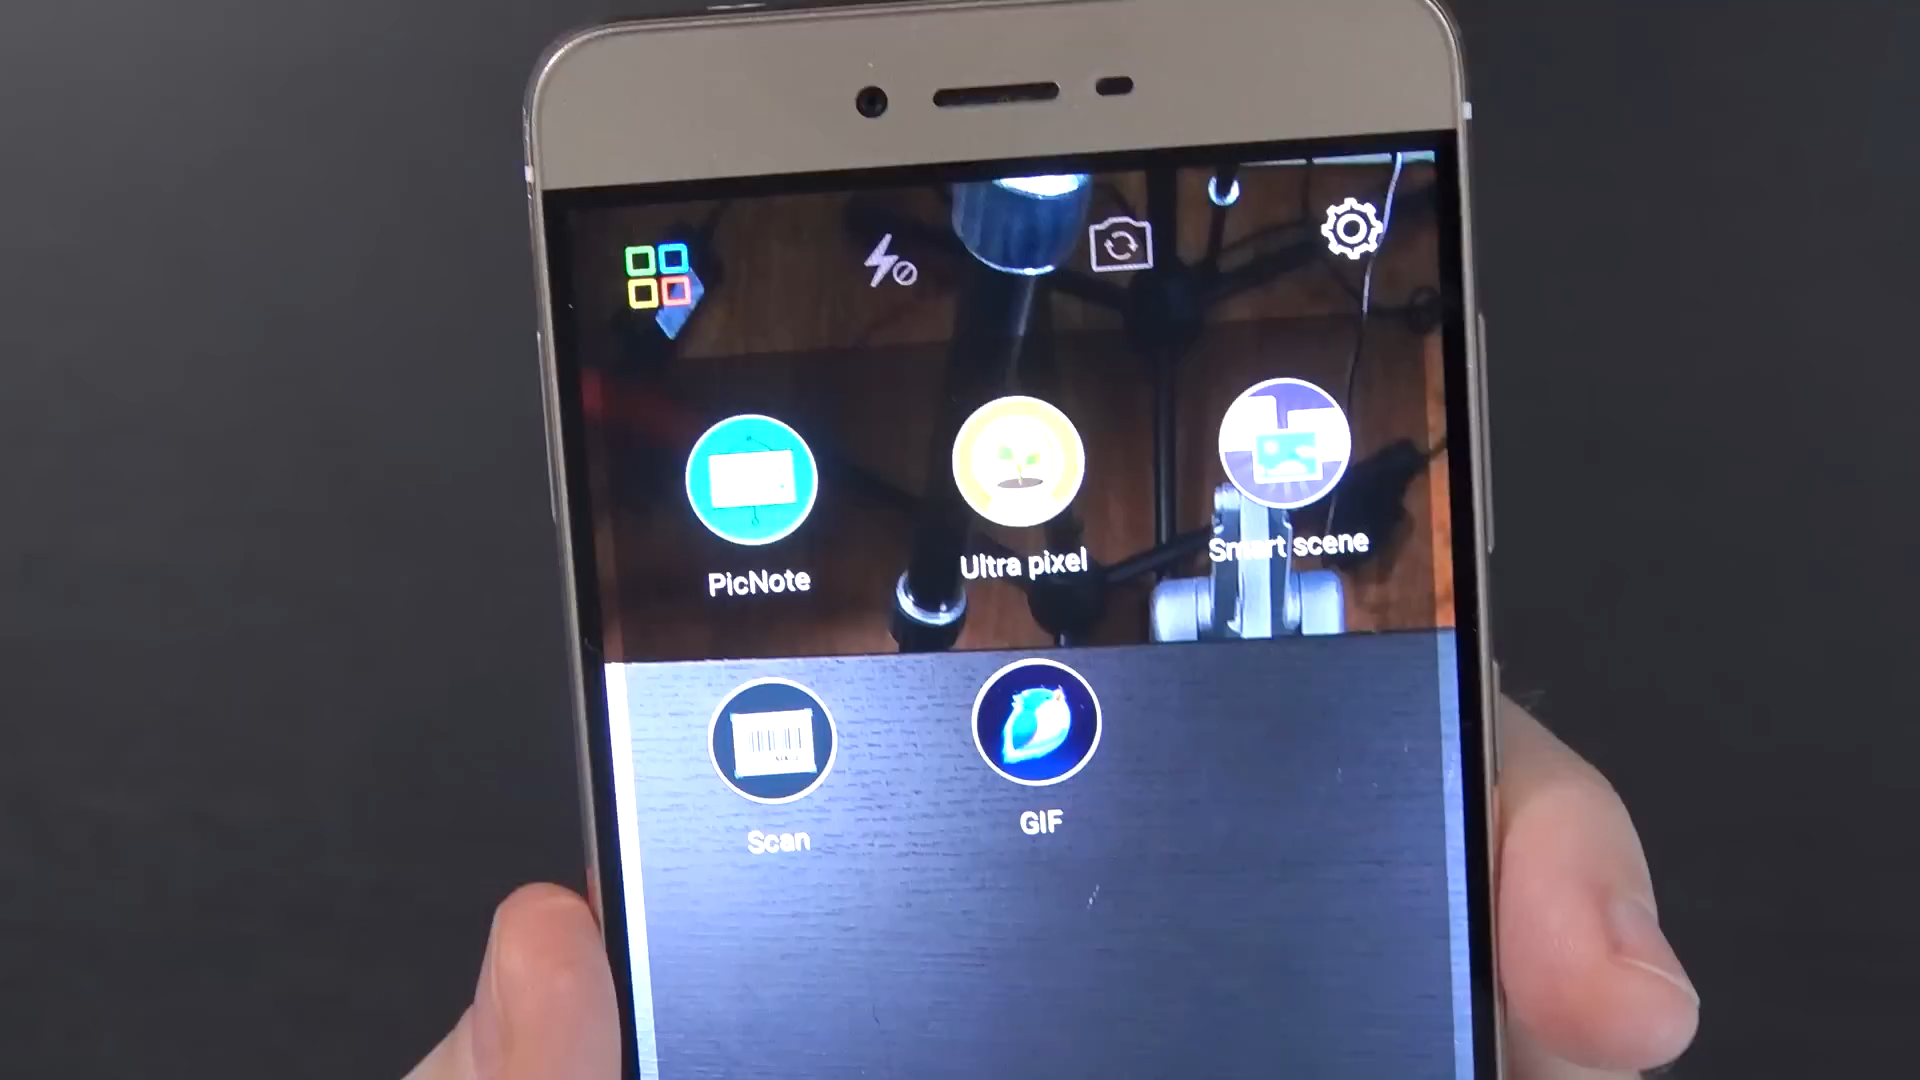 PicNote
Ultra pixel
Smart scene
Scan
GIF